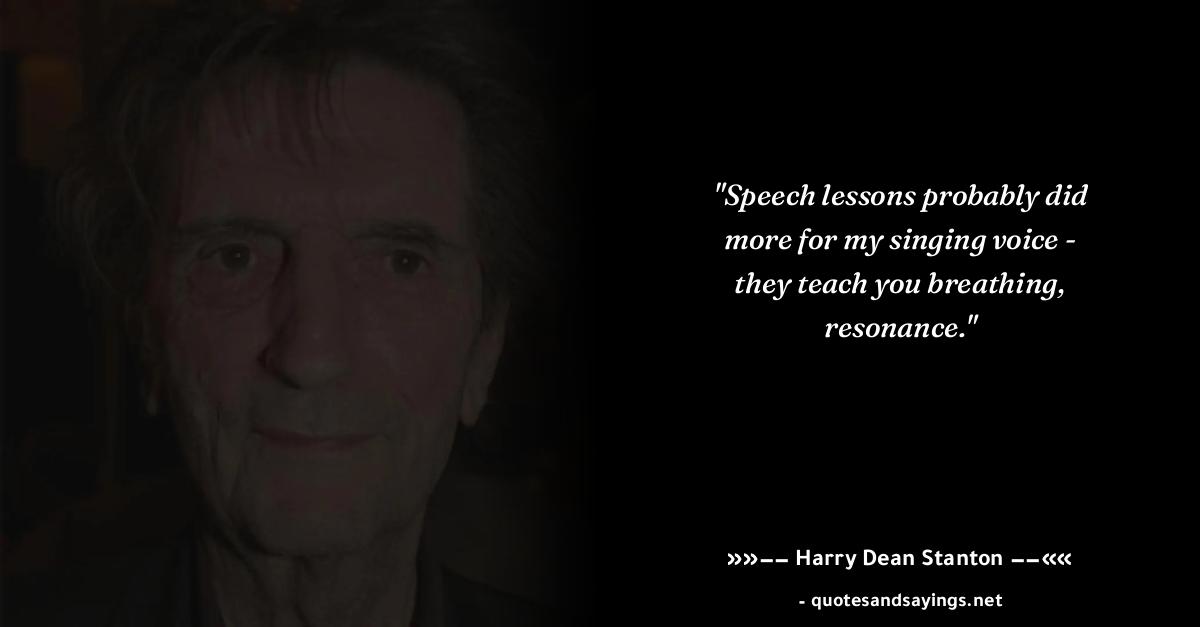 "Speech lessons probably did
more for my singing voice -
they teach you breathing,
resonance."
»»–– Harry Dean Stanton ––««
- quotesandsayings.net